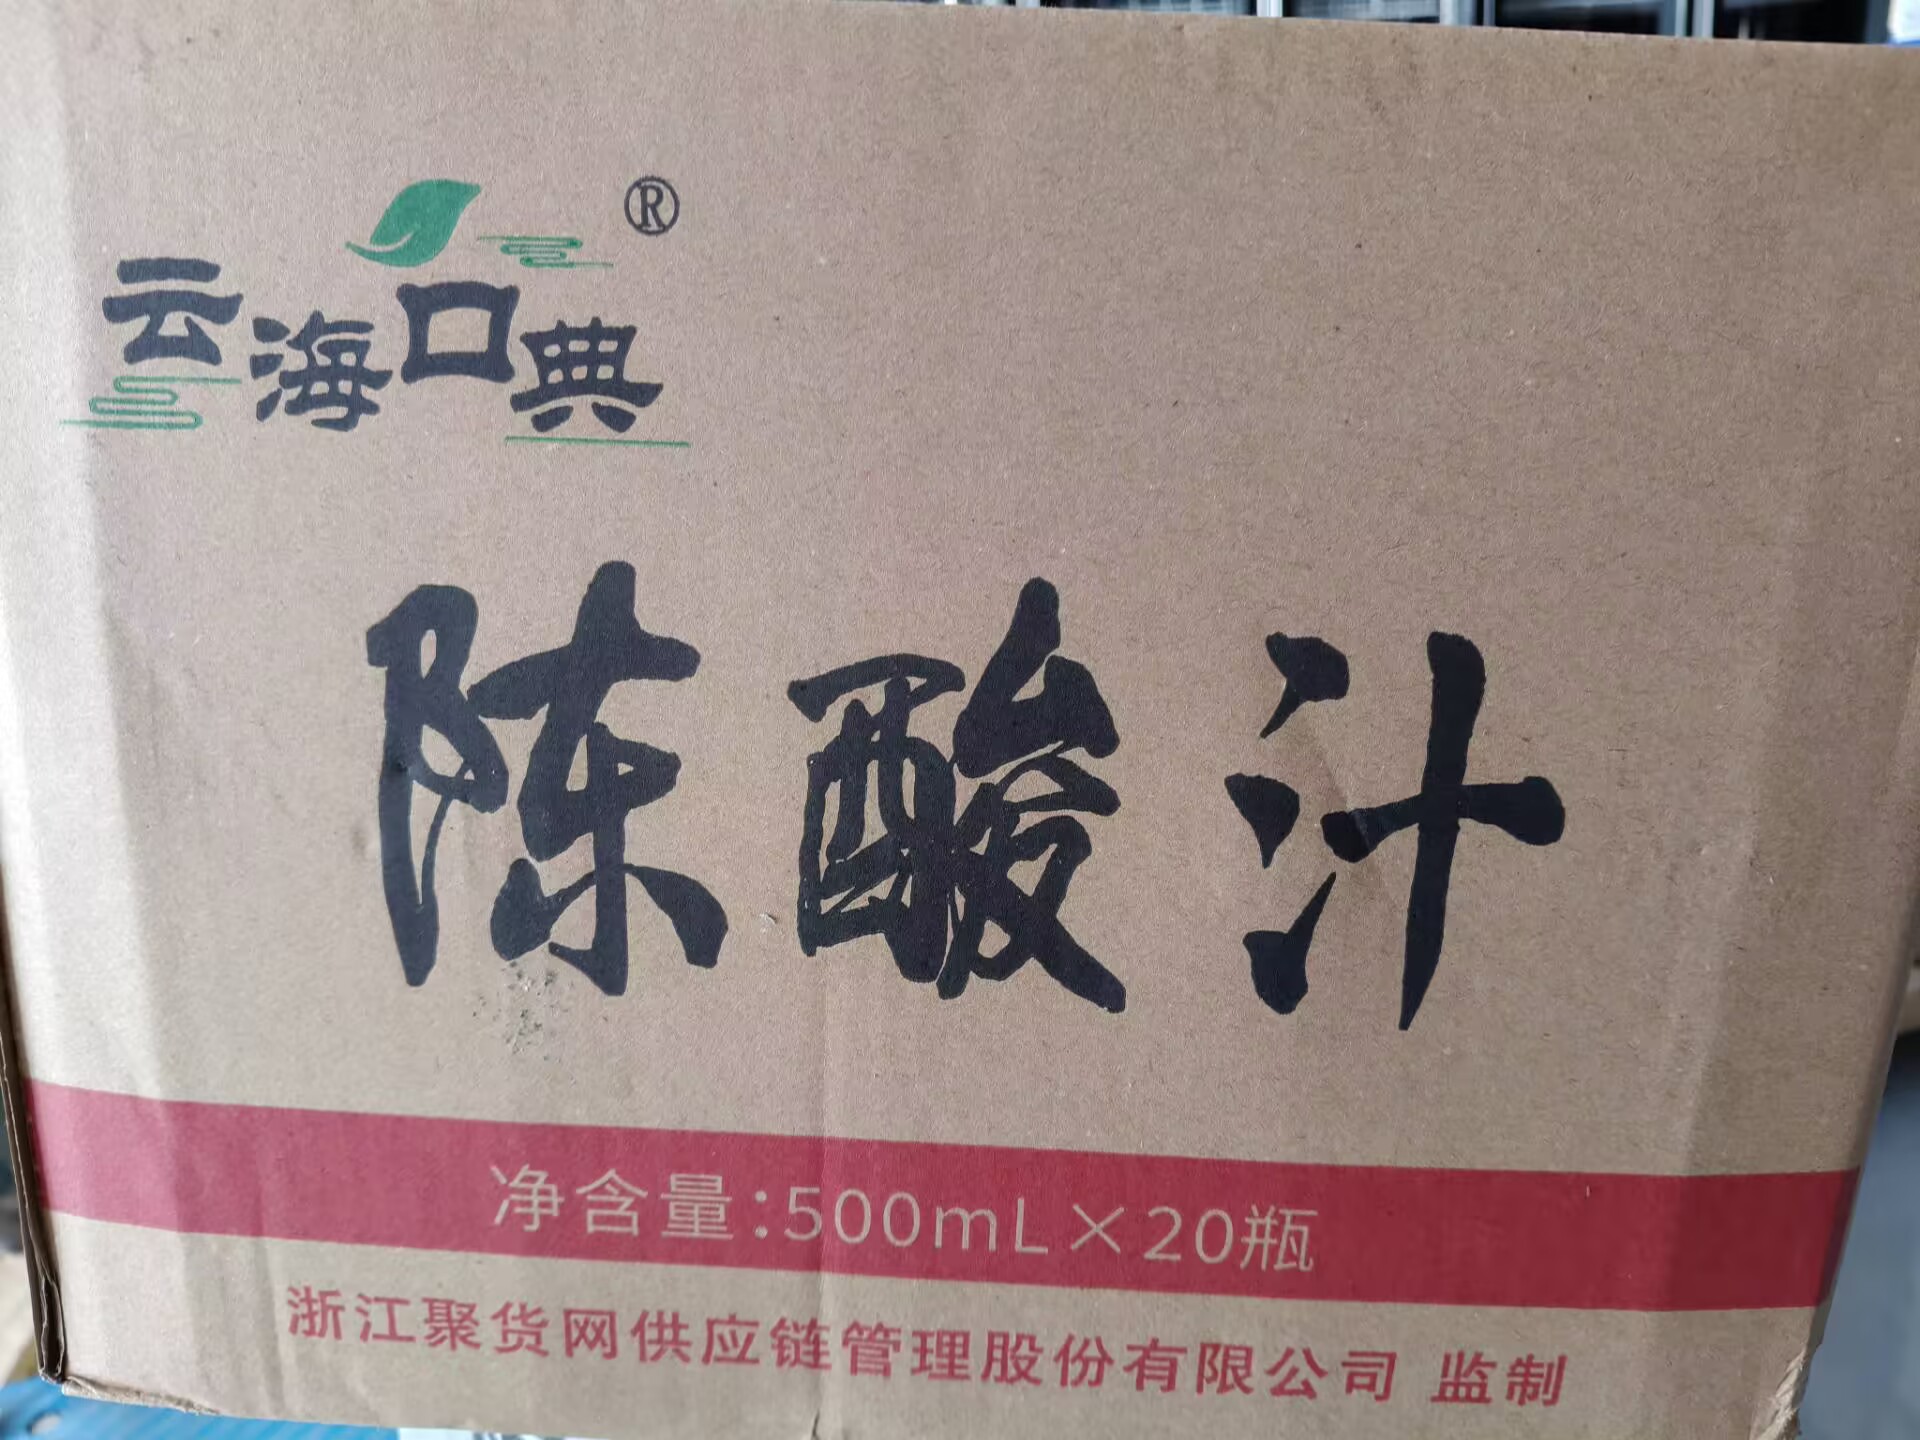 云海口典®
陈酸汁
净含量:500mL×20瓶
浙江聚货网供应链管理股份有限公司 监制